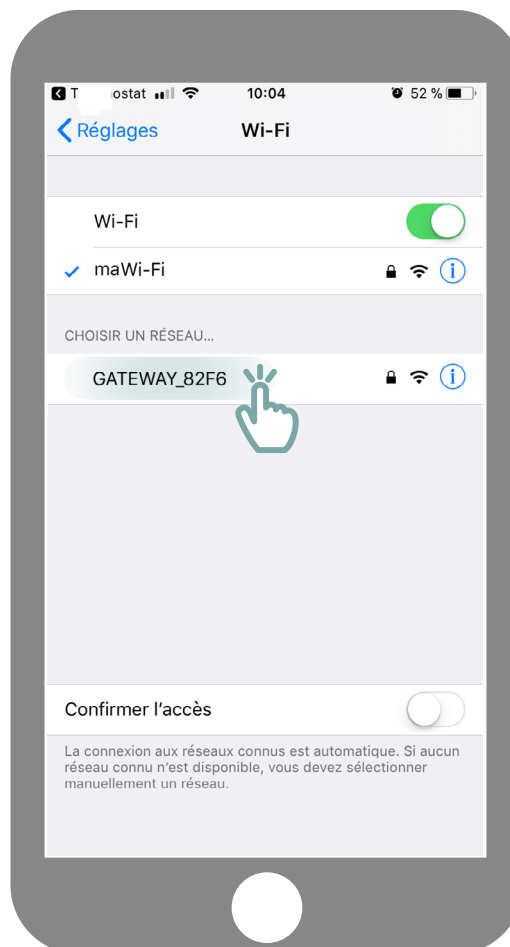 T ostat 10:04 52 %
Réglages Wi-Fi
Wi-Fi
maWi-Fi
CHOISIR UN RÉSEAU...
GATEWAY_82F6
Confirmer l'accès
La connexion aux réseaux connus est automatique. Si aucun
réseau connu n'est disponible, vous devez sélectionner
manuellement un réseau.